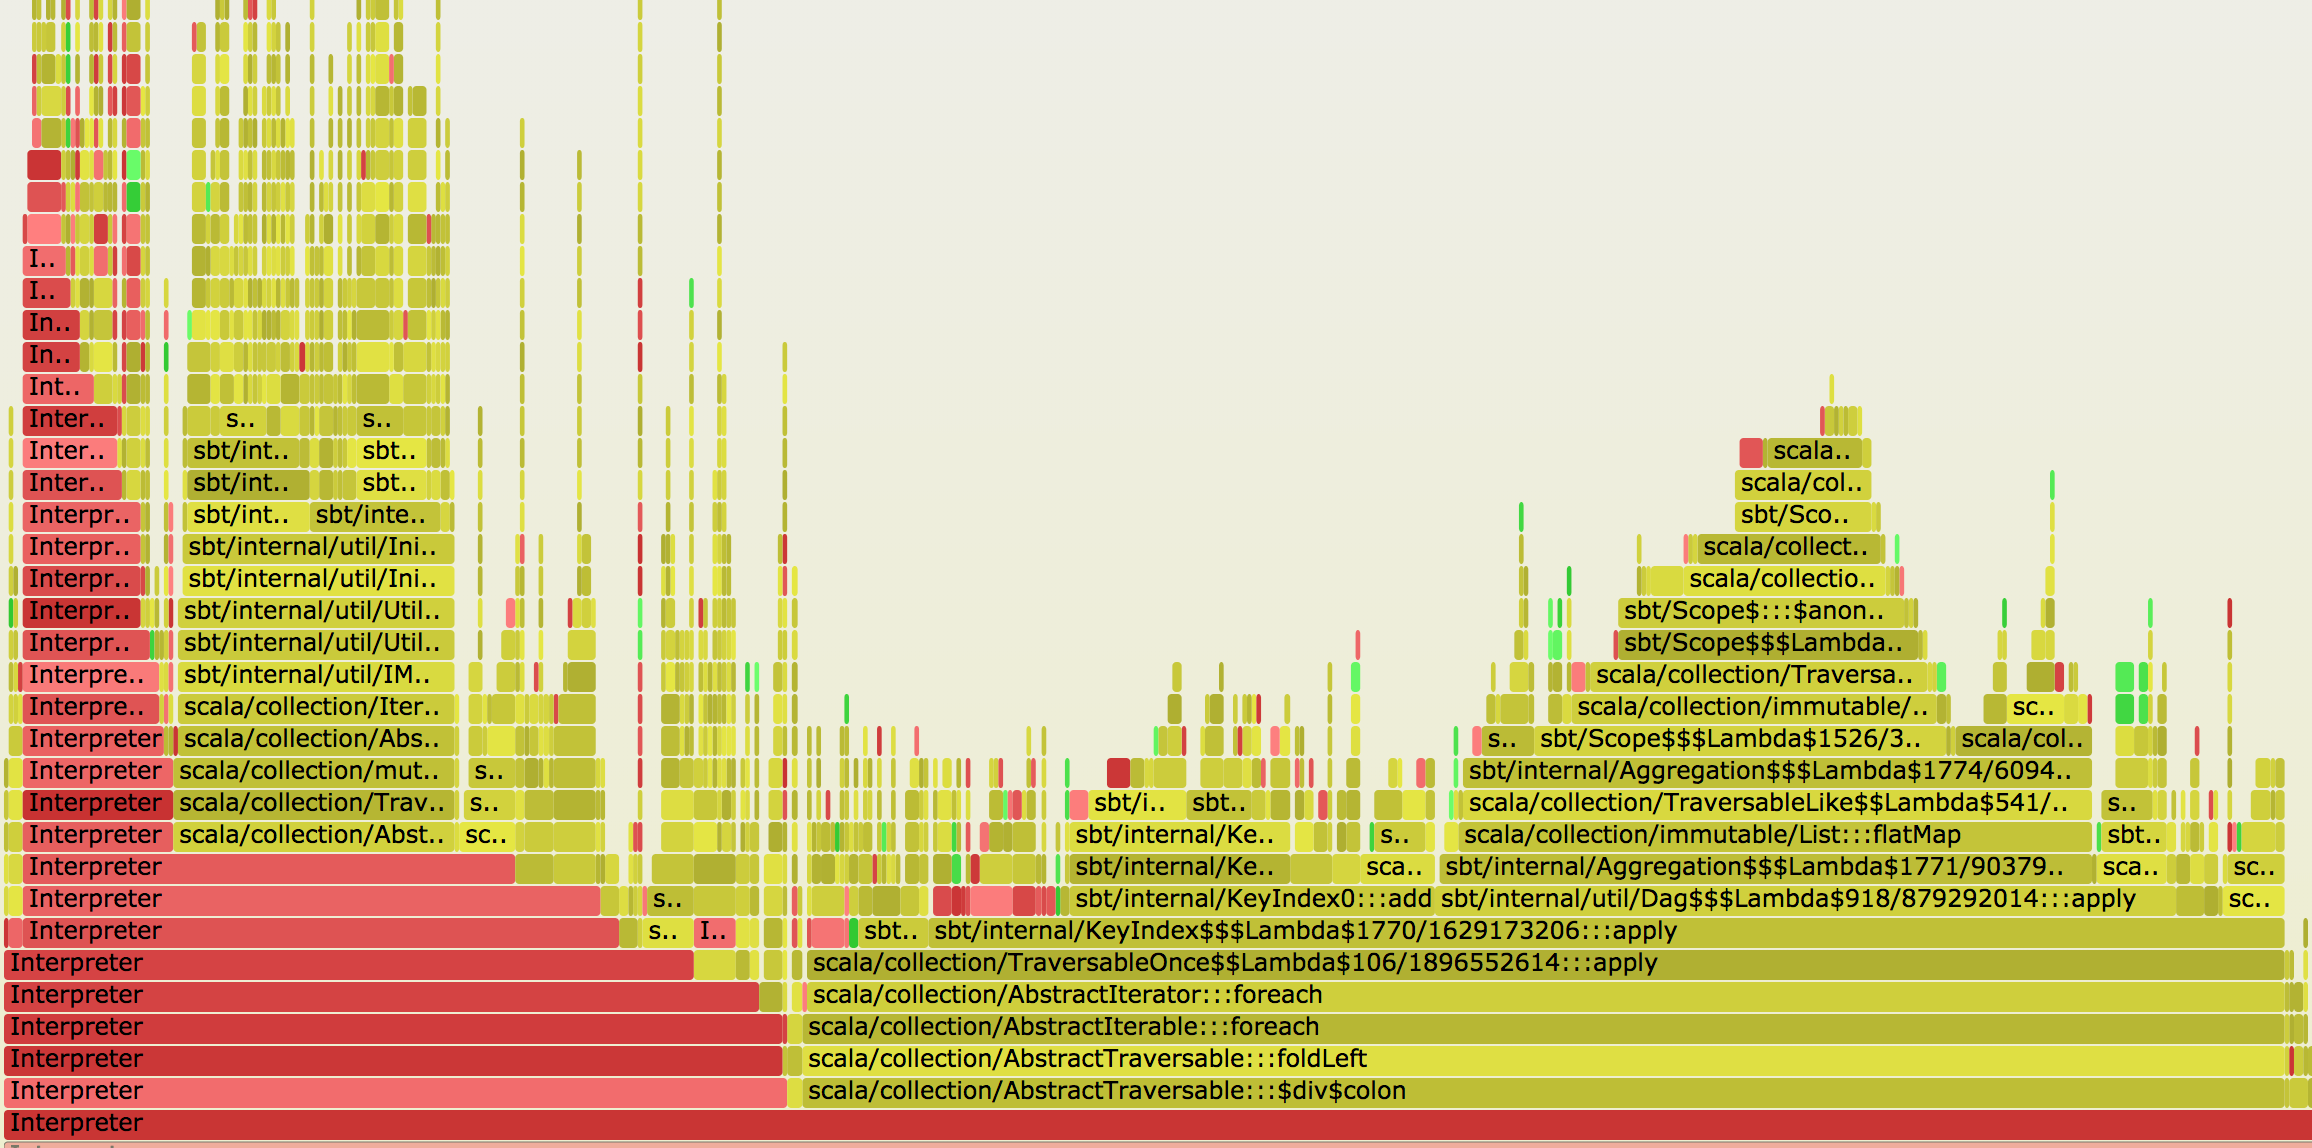 I..
I..
In..
In..
Int..
Inter.. s.. s..
Inter.. sbt/int.. sbt.. scala..
Inter.. sbt/int.. sbt.. scala/col..
Interpr.. sbt/int.. sbt/inte.. sbt/Sco..
Interpr.. sbt/internal/util/Ini.. scala/collect..
Interpr.. sbt/internal/util/Ini.. scala/collectio..
Interpr.. sbt/internal/util/Util.. sbt/Scope$:::$anon..
Interpr.. sbt/internal/util/Util.. sbt/Scope$$$Lambda..
Interpre.. sbt/internal/util/IM.. scala/collection/Traversa..
Interpre.. scala/collection/Iter.. scala/collection/immutable/.. sc..
Interpreter scala/collection/Abs.. s.. sbt/Scope$$$Lambda$1526/3.. scala/col..
Interpreter scala/collection/mut.. s.. sbt/internal/Aggregation$$$Lambda$1774/6094..
Interpreter scala/collection/Trav.. s.. sbt/i.. sbt.. scala/collection/TraversableLike$$Lambda$541/.. s..
Interpreter scala/collection/Abst.. sc.. sbt/internal/Ke.. s.. scala/collection/immutable/List:::flatMap sbt..
Interpreter sbt/internal/Ke.. sca.. sbt/internal/Aggregation$$$Lambda$1771/90379.. sca.. sc..
Interpreter s.. sbt/internal/KeyIndex0:::add sbt/internal/util/Dag$$$Lambda$918/879292014:::apply sc..
Interpreter s.. I.. sbt.. sbt/internal/KeyIndex$$$Lambda$1770/1629173206:::apply
Interpreter scala/collection/TraversableOnce$$Lambda$106/1896552614:::apply
Interpreter scala/collection/AbstractIterator:::foreach
Interpreter scala/collection/AbstractIterable:::foreach
Interpreter scala/collection/AbstractTraversable:::foldLeft
Interpreter scala/collection/AbstractTraversable:::$div$colon
Interpreter